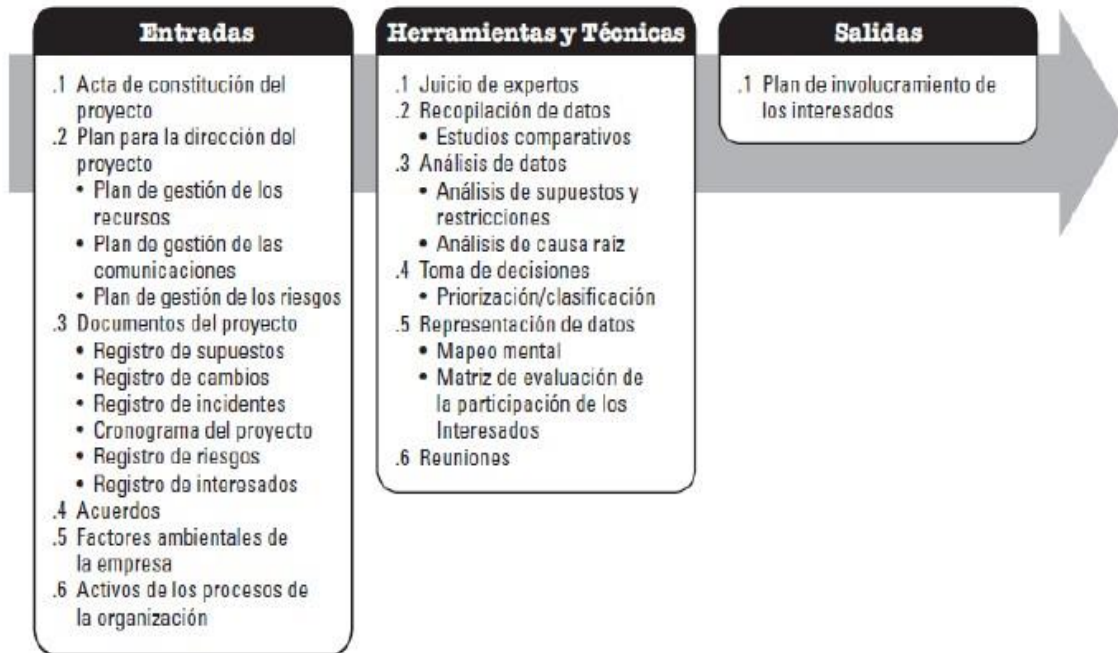 Entradas
.1 Acta de constitución del
proyecto
.2 Plan para la dirección del
proyecto
• Plan de gestión de los
recursos
• Plan de gestión de las
comunicaciones
• Plan de gestión de los riesgos
.3 Documentos del proyecto
• Registro de supuestos
• Registro de cambios
• Registro de incidentes
• Cronograma del proyecto
• Registro de riesgos
• Registro de interesados
.4 Acuerdos
.5 Factores ambientales de
la empresa
.6 Activos de los procesos de
la organización
Herramientas y Técnicas
.1 Juicio de expertos
.2 Recopilación de datos
• Estudios comparativos
.3 Análisis de datos
• Análisis de supuestos y
restricciones
• Análisis de causa raíz
.4 Toma de decisiones
• Priorización/clasificación
.5 Representación de datos
• Mapeo mental
• Matriz de evaluación de
la participación de los
Interesados
.6 Reuniones
Salidas
.1 Plan de involucramiento de
los interesados